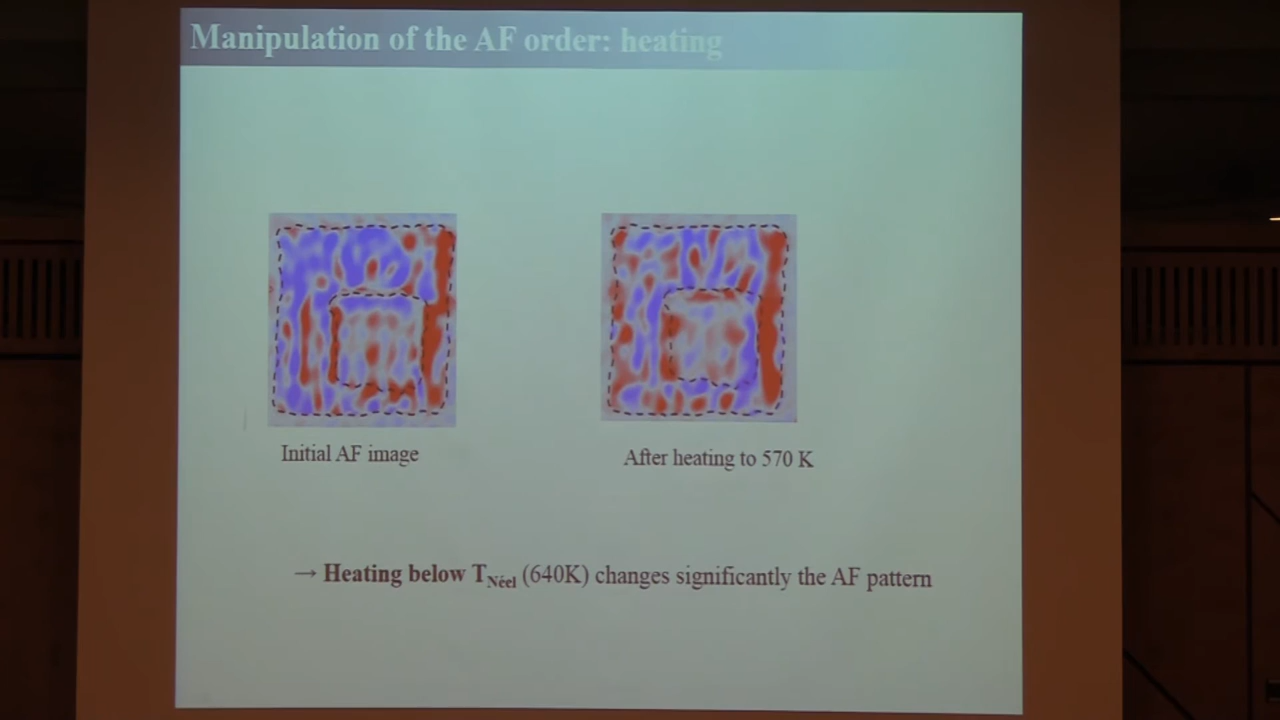 Manipulation of the AF order: heating
Initial AF image
After heating to 570 K
→ Heating below T_Néel (640K) changes significantly the AF pattern